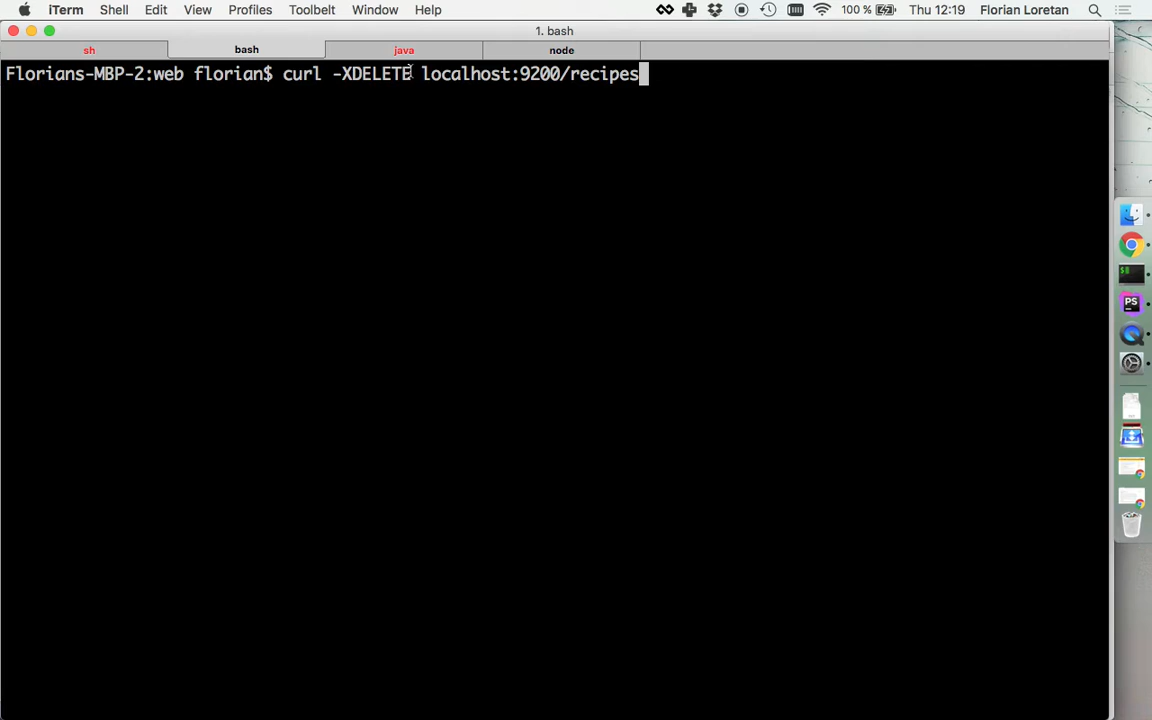 iTerm Shell Edit View Profiles Toolbelt Window Help 100 % Thu 12:19 Florian Loretan
1. bash
sh bash java node
Florians-MBP-2:web florian$ curl -XDELETE localhost:9200/recipes
$
PS